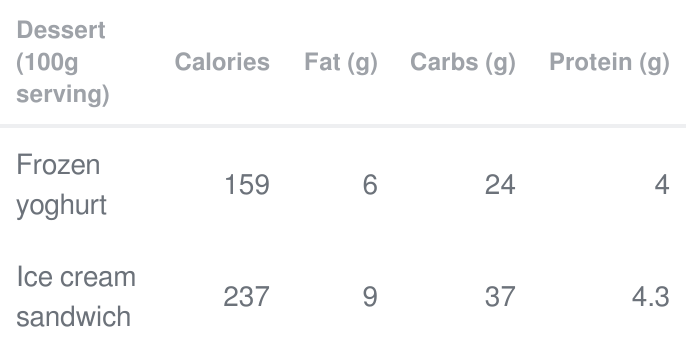 Dessert
(100g
serving)
Calories Fat (g) Carbs (g) Protein (g)
Frozen
yoghurt
159 6 24 4
Ice cream
sandwich
237 9 37 4.3